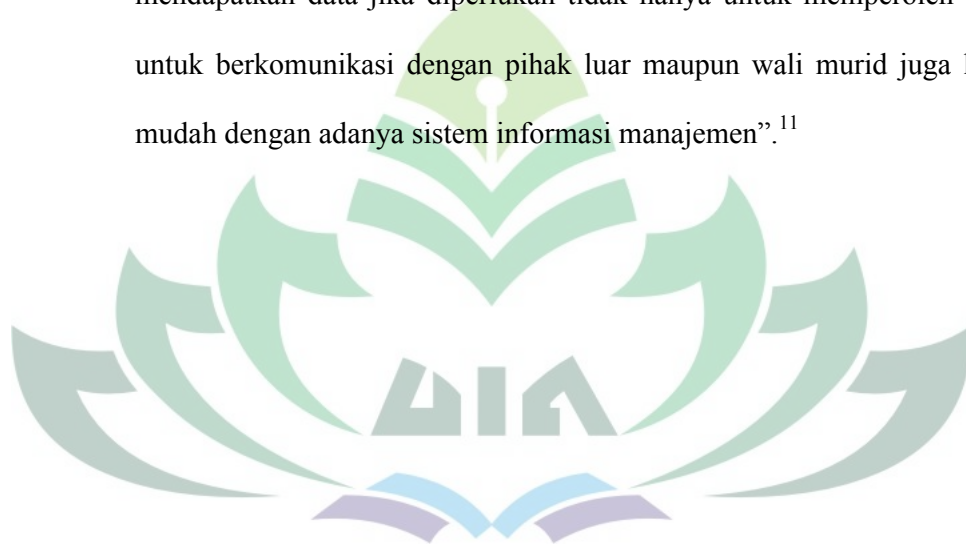 mendapatkan data jika diperlukan tidak hanya untuk memperoleh
untuk berkomunikasi dengan pihak luar maupun wali murid juga
mudah dengan adanya sistem informasi manajemen”.11
UIN